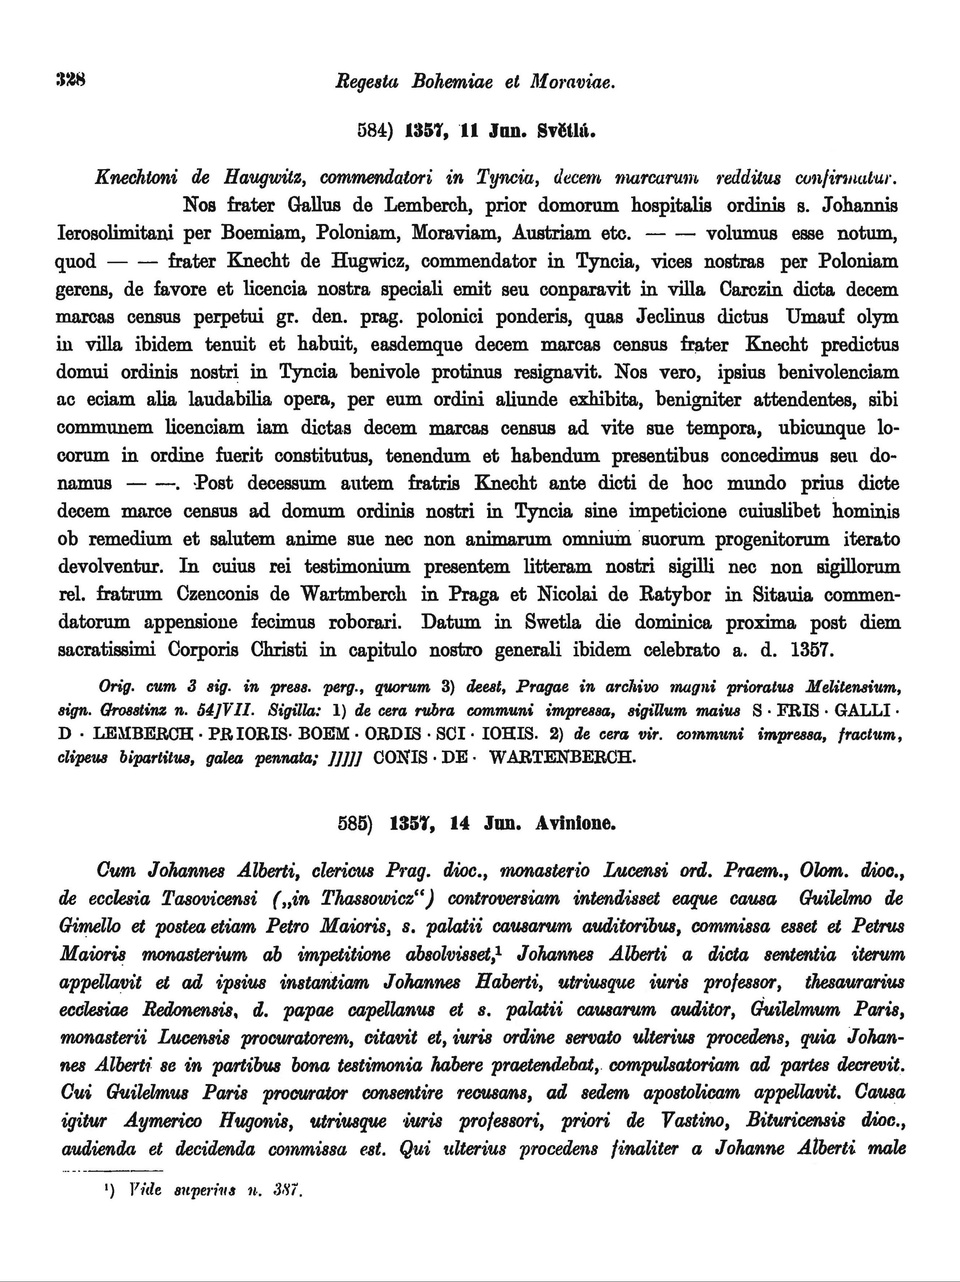 328
Regesta Bohemiae et Moraviae.
584) 1357, 11 Jun. Světlá.
Knechtoni de Haugwitz, commendatori in Tyncia, decem marcarum redditus confirmatur.
Nos frater Gallus de Lemberch, prior domorum hospitalis ordinis s. Johannis
Ierosolimitani per Boemiam, Poloniam, Moraviam, Austriam etc. — — volumus esse notum,
quod — — frater Knecht de Hugwicz, commendator in Tyncia, vices nostras per Poloniam
gerens, de favore et licencia nostra speciali emit seu conparavit in villa Carczin dicta decem
marcas census perpetui gr. den. prag. polonici ponderis, quas Jeclinus dictus Umauf olym
in villa ibidem tenuit et habuit, easdemque decem marcas census frater Knecht predictus
domui ordinis nostri in Tyncia benivole protinus resignavit. Nos vero, ipsius benivolenciam
ac eciam alia laudabilia opera, per eum ordini aliunde exhibita, benigniter attendentes, sibi
communem licenciam iam dictas decem marcas census ad vite sue tempora, ubicunque lo-
corum in ordine fuerit constitutus, tenendum et habendum presentibus concedimus seu do-
namus — —. Post decessum autem fratris Knecht ante dicti de hoc mundo prius dicte
decem marce census ad domum ordinis nostri in Tyncia sine impeticione cuiuslibet hominis
ob remedium et salutem anime sue nec non animarum omnium suorum progenitorum iterato
devolventur. In cuius rei testimonium presentem litteram nostri sigilli nec non sigillorum
rel. fratrum Czenconis de Wartmberch in Praga et Nicolai de Ratybor in Sitauia commen-
datorum appensione fecimus roborari. Datum in Swetla die dominica proxima post diem
sacratissimi Corporis Christi in capitulo nostro generali ibidem celebrato a. d. 1357.
Orig. cum 3 sig. in press. perg., quorum 3) deest, Pragae in archivo magni prioratus Melitensium,
sign. Grosstinz n. 54]VII. Sigilla: 1) de cera rubra communi impressa, sigillum maius S · FRIS · GALLI ·
D · LEMBERCH · PRIORIS· BOEM · ORDIS · SCI · IOHIS. 2) de cera vir. communi impressa, fractum,
clipeus bipartitus, galea pennata; ]]]]] CONIS · DE · WARTENBERCH.
585) 1357, 14 Jun. Avinione.
Cum Johannes Alberti, clericus Prag. dioc., monasterio Lucensi ord. Praem., Olom. dioc.,
de ecclesia Tasovicensi („in Thassowicz“) controversiam intendisset eaque causa Guilelmo de
Gimello et postea etiam Petro Maioris, s. palatii causarum auditoribus, commissa esset et Petrus
Maioris monasterium ab impetitione absolvisset,¹ Johannes Alberti a dicta sententia iterum
appellavit et ad ipsius instantiam Johannes Haberti, utriusque iuris professor, thesaurarius
ecclesiae Redonensis, d. papae capellanus et s. palatii causarum auditor, Guilelmum Paris,
monasterii Lucensis procuratorem, citavit et, iuris ordine servato ulterius procedens, quia Johan-
nes Alberti se in partibus bona testimonia habere praetendebat, compulsatoriam ad partes decrevit.
Cui Guilelmus Paris procurator consentire recusans, ad sedem apostolicam appellavit. Causa
igitur Aymerico Hugonis, utriusque iuris professori, priori de Vastino, Bituricensis dioc.,
audienda et decidenda commissa est. Qui ulterius procedens finaliter a Johanne Alberti male
¹) Vide superius n. 387.